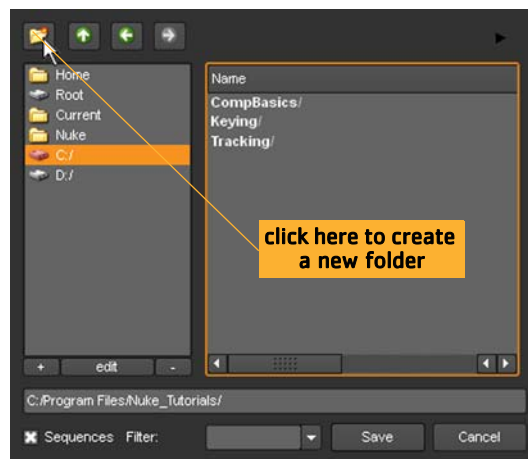 Home
Root
Current
Nuke
C:/
D:/
+ edit -
Name
CompBasics/
Keying/
Tracking/
click here to create
a new folder
C:/Program Files/Nuke_Tutorials/
Sequences Filter:
Save
Cancel